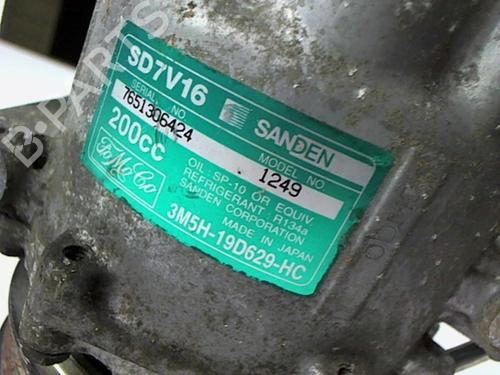 B-PARTS
SD7V16
SANDEN
SERIAL NO
7651306424
MODEL NO
1249
200CC
FoMoCo
OIL SP-10 OR EQUIV
REFRIGERANT R134a
SANDEN CORPORATION
MADE IN JAPAN
3M5H-19D629-HC